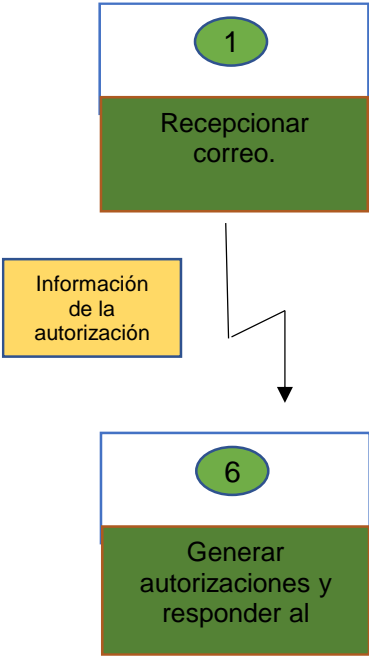 1
Recepcionar
correo.
Información
de la
autorización
6
Generar
autorizaciones y
responder al